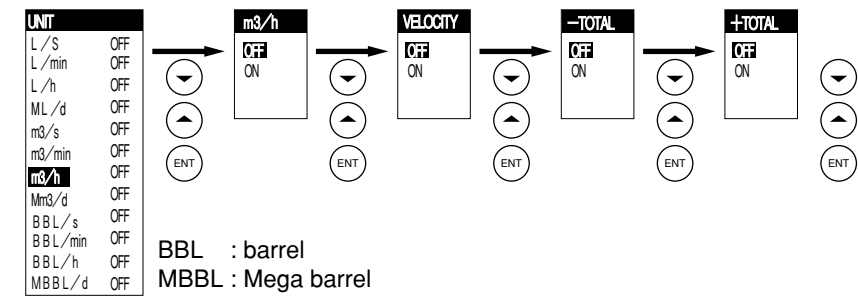 UNIT
L/S OFF
L/min OFF
L/h OFF
ML/d OFF
m3/s OFF
m3/min OFF
m3/h OFF
Mm3/d OFF
BBL/s OFF
BBL/min OFF
BBL/h OFF
MBBL/d OFF
ENT
m3/h
OFF
ON
ENT
VELOCITY
OFF
ON
ENT
−TOTAL
OFF
ON
ENT
+TOTAL
OFF
ON
ENT
BBL : barrel
MBBL : Mega barrel